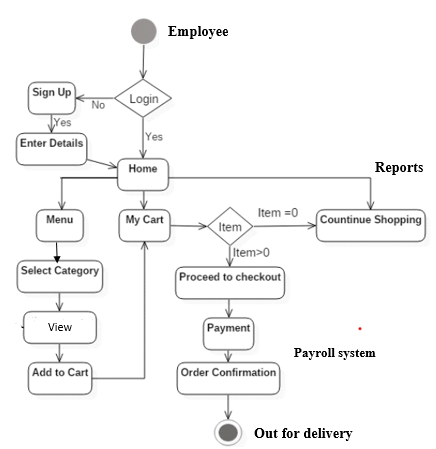 Employee
Sign Up
Login
No
Yes
Yes
Enter Details
Home
Reports
Menu
My Cart
Item
Item =0
Countinue Shopping
Item>0
Select Category
Proceed to checkout
View
Payment
Payroll system
Add to Cart
Order Confirmation
Out for delivery